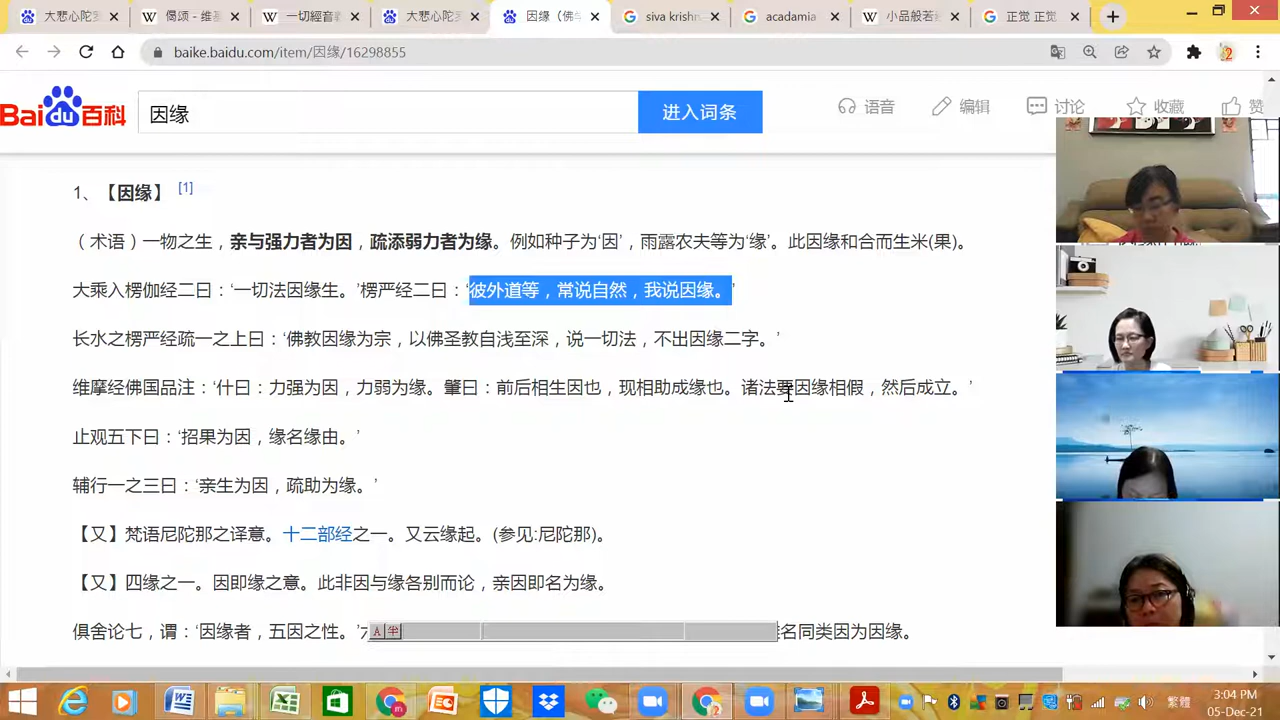 大悲心陀罗
偈颂 - 维基
一切經音義
大悲心陀罗
因缘（佛学
siva krishn
acadamia
小品般若經
正觉 正觉
baike.baidu.com/item/因缘/16298855
Bai百科
因缘
进入词条
语音
编辑
讨论
收藏
赞
1、【因缘】 [1]
（术语）一物之生，亲与强力者为因，疏添弱力者为缘。例如种子为‘因’，雨露农夫等为‘缘’。此因缘和合而生米(果)。
大乘入楞伽经二曰：‘一切法因缘生。’楞严经二曰：‘彼外道等，常说自然，我说因缘。’
长水之楞严经疏一之上曰：‘佛教因缘为宗，以佛圣教自浅至深，说一切法，不出因缘二字。’
维摩经佛国品注：‘什曰：力强为因，力弱为缘。肇曰：前后相生因也，现相助成缘也。诸法要因缘相假，然后成立。’
止观五下曰：‘招果为因，缘名缘由。’
辅行一之三曰：‘亲生为因，疏助为缘。’
【又】梵语尼陀那之译意。十二部经之一。又云缘起。(参见:尼陀那)。
【又】四缘之一。因即缘之意。此非因与缘各别而论，亲因即名为缘。
俱舍论七，谓：‘因缘者，五因之性。’
A 半
名同类因为因缘。
繁體
3:04 PM
05-Dec-21